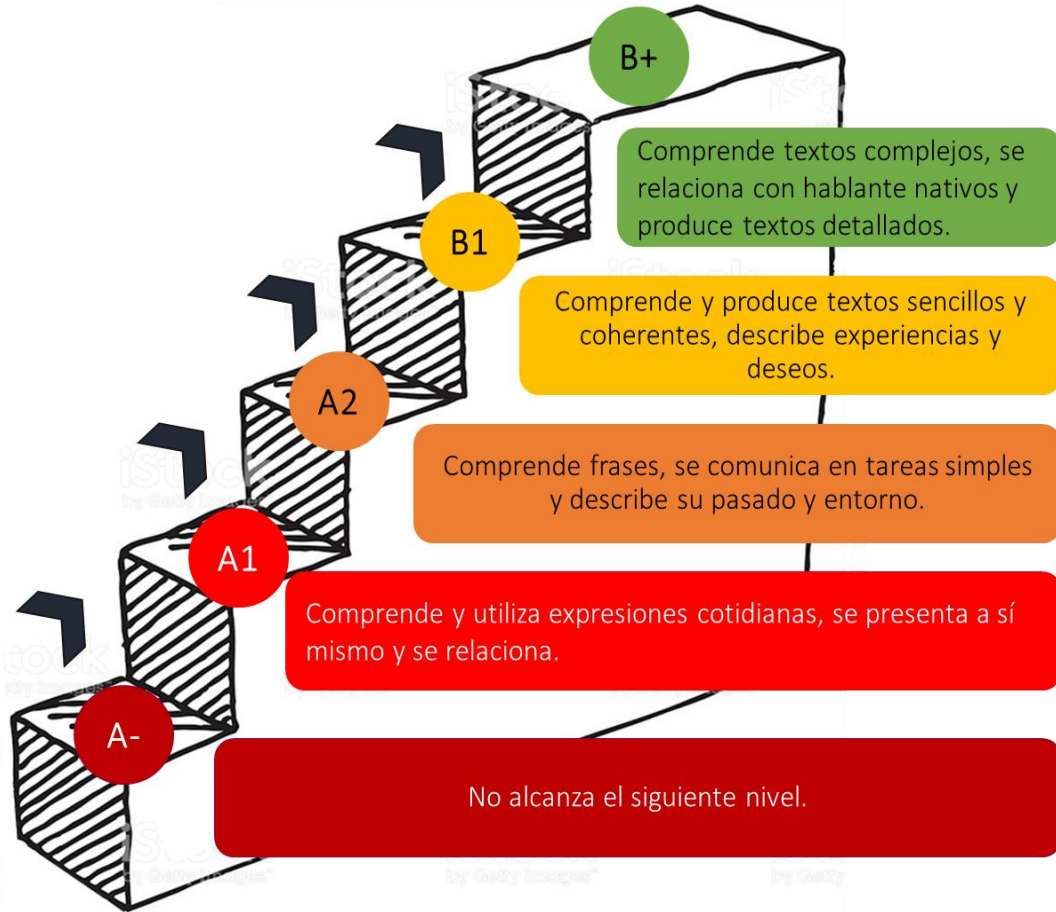 B+
Comprende textos complejos, se
relaciona con hablante nativos y
produce textos detallados.
B1
Comprende y produce textos sencillos y
coherentes, describe experiencias y
deseos.
A2
Comprende frases, se comunica en tareas simples
y describe su pasado y entorno.
A1
Comprende y utiliza expresiones cotidianas, se presenta a sí
mismo y se relaciona.
A-
No alcanza el siguiente nivel.